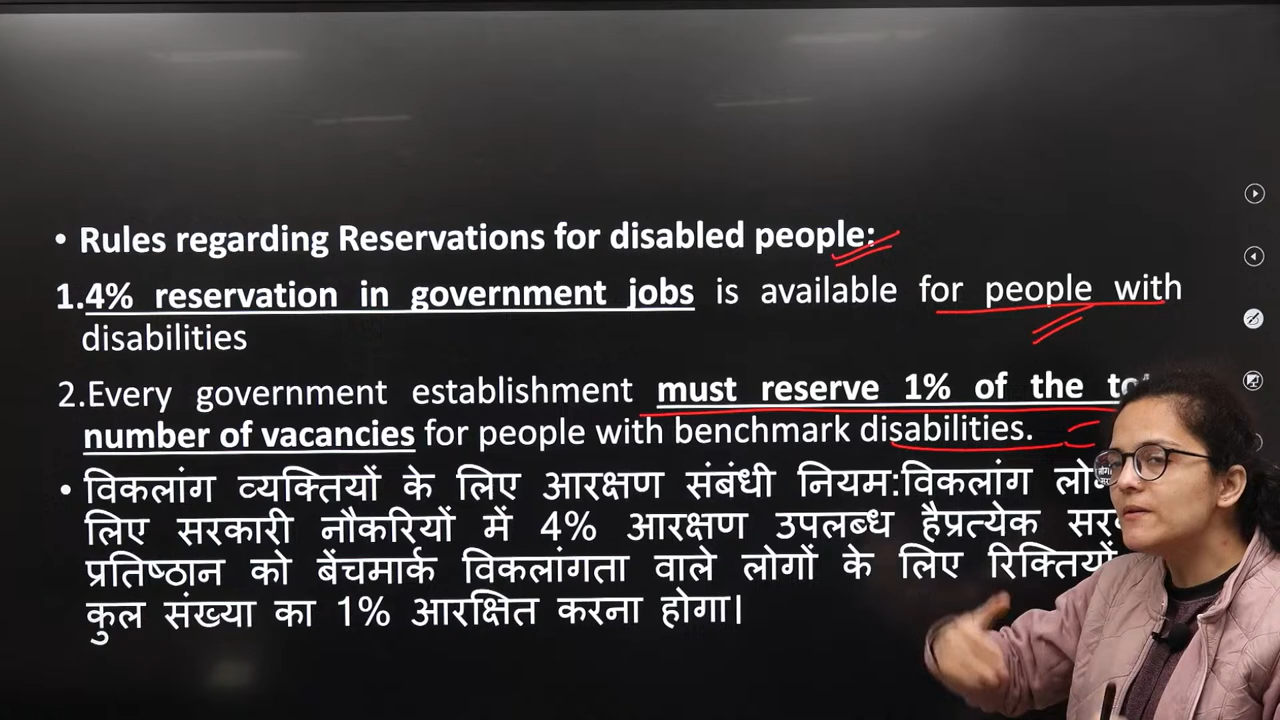 • Rules regarding Reservations for disabled people:
1.4% reservation in government jobs is available for people with
disabilities
2.Every government establishment must reserve 1% of the
number of vacancies for people with benchmark disabilities.
• विकलांग व्यक्तियों के लिए आरक्षण संबंधी नियम:विकलांग
लिए सरकारी नौकरियों में 4% आरक्षण उपलब्ध हैप्रत्येक
प्रतिष्ठान को बेंचमार्क विकलांगता वाले लोगों के लिए
कुल संख्या का 1% आरक्षित करना होगा।